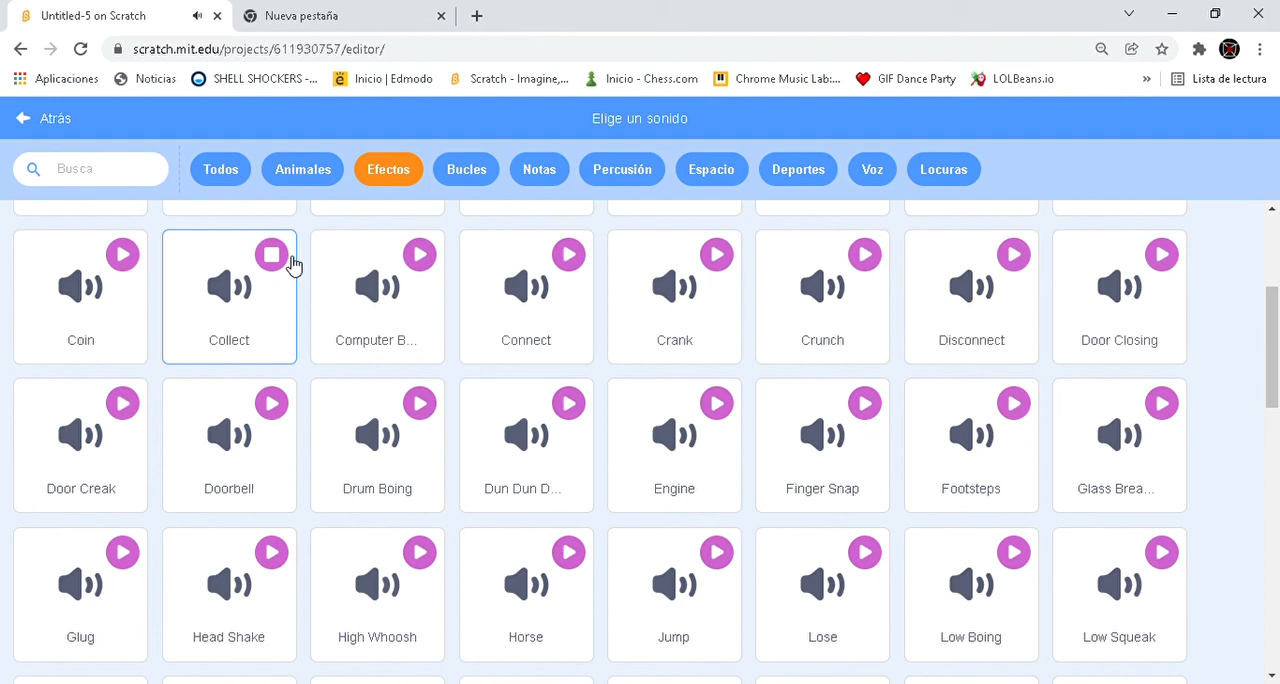 Untitled-5 on Scratch
Nueva pestaña
scratch.mit.edu/projects/611930757/editor/
Aplicaciones Noticias SHELL SHOCKERS -... Inicio | Edmodo Scratch - Imagine,... Inicio - Chess.com Chrome Music Lab:... GIF Dance Party LOLBeans.io » Lista de lectura
Atrás Elige un sonido
Busca Todos Animales Efectos Bucles Notas Percusión Espacio Deportes Voz Locuras
Coin Collect Computer B... Connect Crank Crunch Disconnect Door Closing
Door Creak Doorbell Drum Boing Dun Dun D... Engine Finger Snap Footsteps Glass Brea...
Glug Head Shake High Whoosh Horse Jump Lose Low Boing Low Squeak